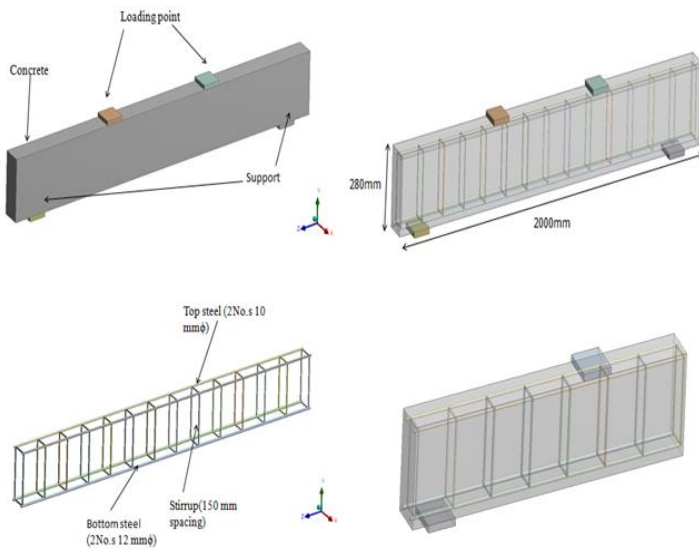 Loading point
Concrete
Support
280mm
2000mm
Top steel (2No.s 10
mmϕ)
Stirrup(150 mm
spacing)
Bottom steel
(2No.s 12 mmϕ)